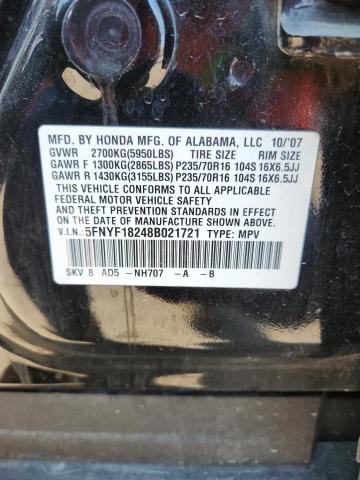 MFD. BY HONDA MFG. OF ALABAMA, LLC 10/'07
GVWR 2700KG(5950LBS) TIRE SIZE RIM SIZE
GAWR F 1300KG(2865LBS) P235/70R16 104S 16X6.5JJ
GAWR R 1430KG(3155LBS) P235/70R16 104S 16X6.5JJ
THIS VEHICLE CONFORMS TO ALL APPLICABLE
FEDERAL MOTOR VEHICLE SAFETY
AND THEFT PREVENTION STANDARDS IN EFFECT
ON THE DATE OF MANUFACTURE SHOWN ABOVE.
V.I.N.: 5FNYF18248B021721 TYPE: MPV
SKV 8 AD5 -NH707 -A -B